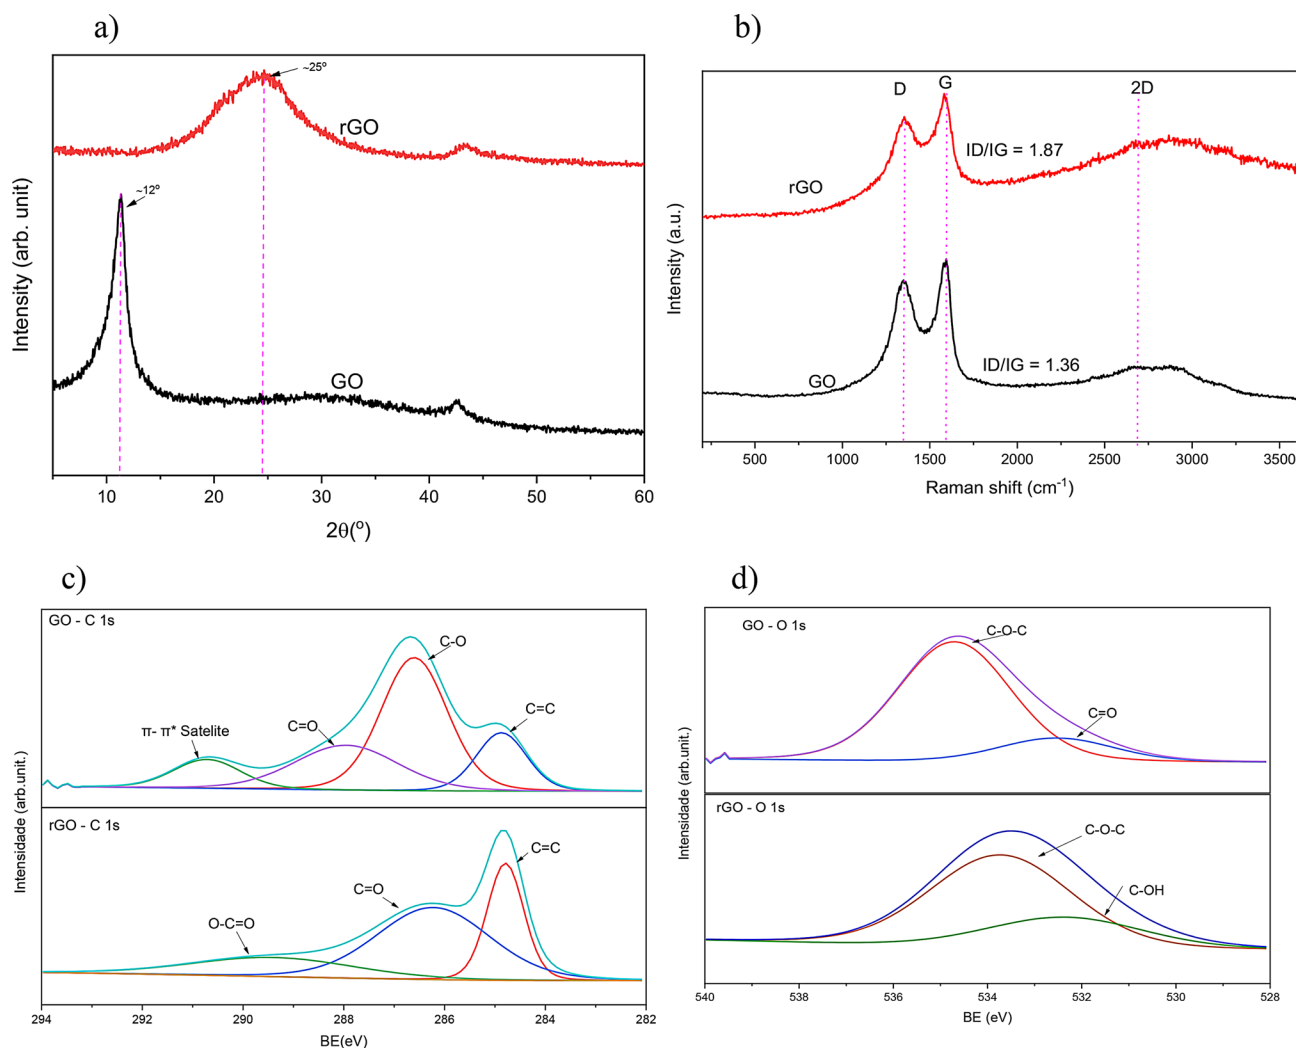 a)
~25º
rGO
~12º
GO
Intensity (arb. unit)
10 20 30 40 50 60
2θ(º)
b)
D G 2D
ID/IG = 1.87
rGO
ID/IG = 1.36
GO
Intensity (a.u.)
500 1000 1500 2000 2500 3000 3500
Raman shift (cm⁻¹)
c)
GO - C 1s
C-O
C=C
C=O
π- π* Satelite
rGO - C 1s
C=C
C=O
O-C=O
Intensidade (arb.unit.)
294 292 290 288 286 284 282
BE(eV)
d)
GO - O 1s
C-O-C
C=O
rGO - O 1s
C-O-C
C-OH
Intensidade (arb.unit.)
540 538 536 534 532 530 528
BE (eV)